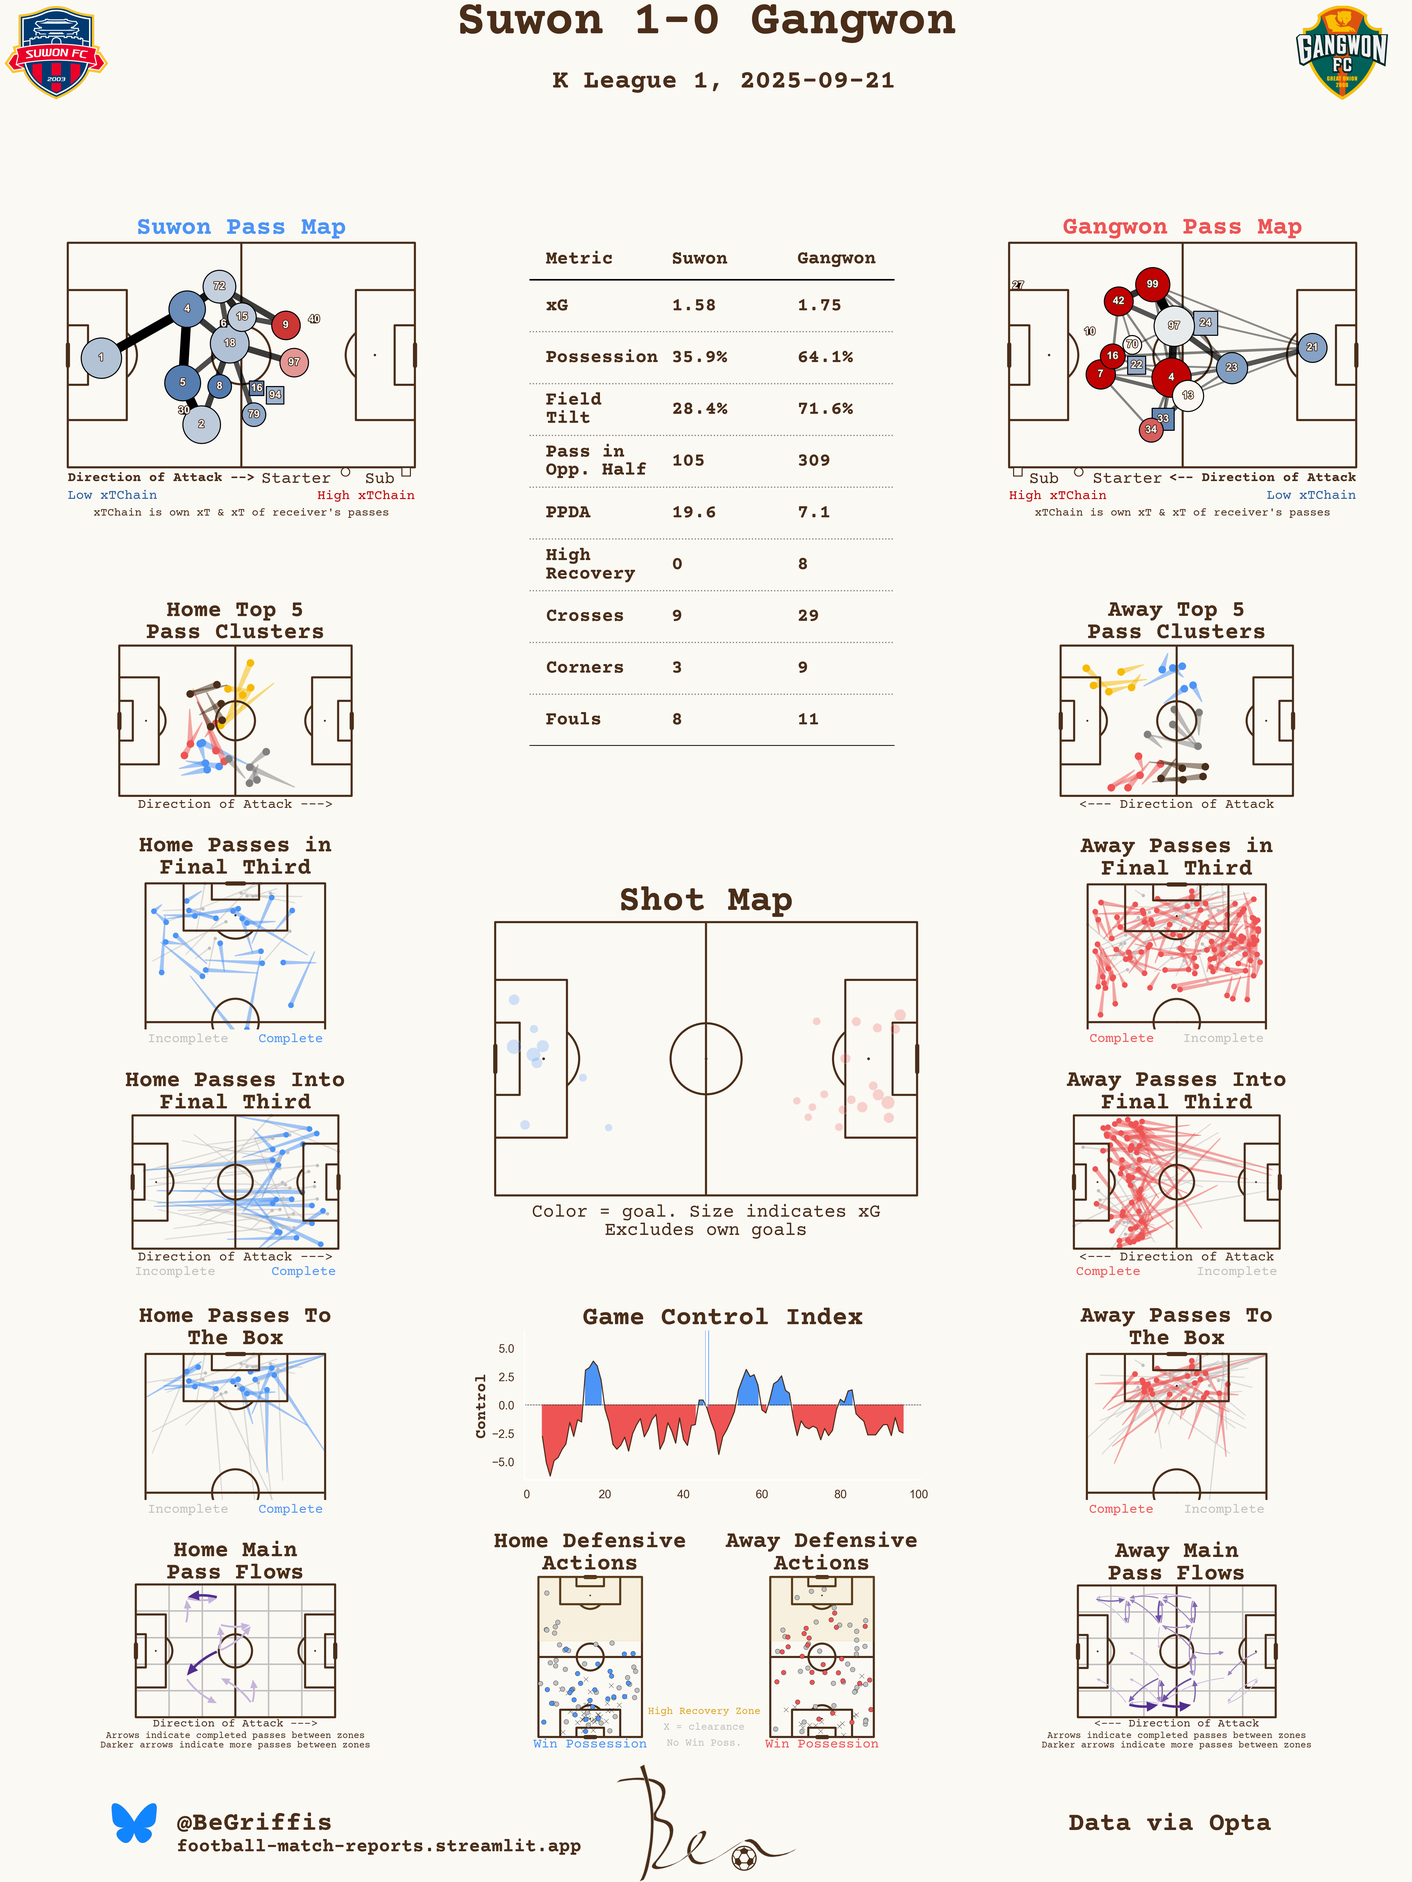 Suwon 1-0 Gangwon
K League 1, 2025-09-21
SUWON FC
2003
GANGWON
FC
GREAT UNION
2008
Suwon Pass Map
72
4
15
6
9
40
18
1
97
5
8
16
94
30
79
2
Direction of Attack --> Starter Sub
Low xTChain High xTChain
xTChain is own xT & xT of receiver's passes
Metric Suwon Gangwon
xG 1.58 1.75
Possession 35.9% 64.1%
Field
Tilt 28.4% 71.6%
Pass in
Opp. Half 105 309
PPDA 19.6 7.1
High
Recovery 0 8
Crosses 9 29
Corners 3 9
Fouls 8 11
Gangwon Pass Map
27
99
42
97
24
10
70
21
16
22
23
7
4
13
33
34
Sub Starter <-- Direction of Attack
High xTChain Low xTChain
xTChain is own xT & xT of receiver's passes
Home Top 5
Pass Clusters
Direction of Attack --->
Away Top 5
Pass Clusters
<--- Direction of Attack
Home Passes in
Final Third
Incomplete Complete
Shot Map
Color = goal. Size indicates xG
Excludes own goals
Away Passes in
Final Third
Complete Incomplete
Home Passes Into
Final Third
Direction of Attack --->
Incomplete Complete
Away Passes Into
Final Third
<--- Direction of Attack
Complete Incomplete
Home Passes To
The Box
Incomplete Complete
Game Control Index
Control
5.0
2.5
0.0
−2.5
−5.0
0 20 40 60 80 100
Away Passes To
The Box
Complete Incomplete
Home Main
Pass Flows
Direction of Attack --->
Arrows indicate completed passes between zones
Darker arrows indicate more passes between zones
Home Defensive
Actions
Win Possession
Away Defensive
Actions
Win Possession
High Recovery Zone
X = clearance
No Win Poss.
Away Main
Pass Flows
<--- Direction of Attack
Arrows indicate completed passes between zones
Darker arrows indicate more passes between zones
@BeGriffis
football-match-reports.streamlit.app
Ben
Data via Opta